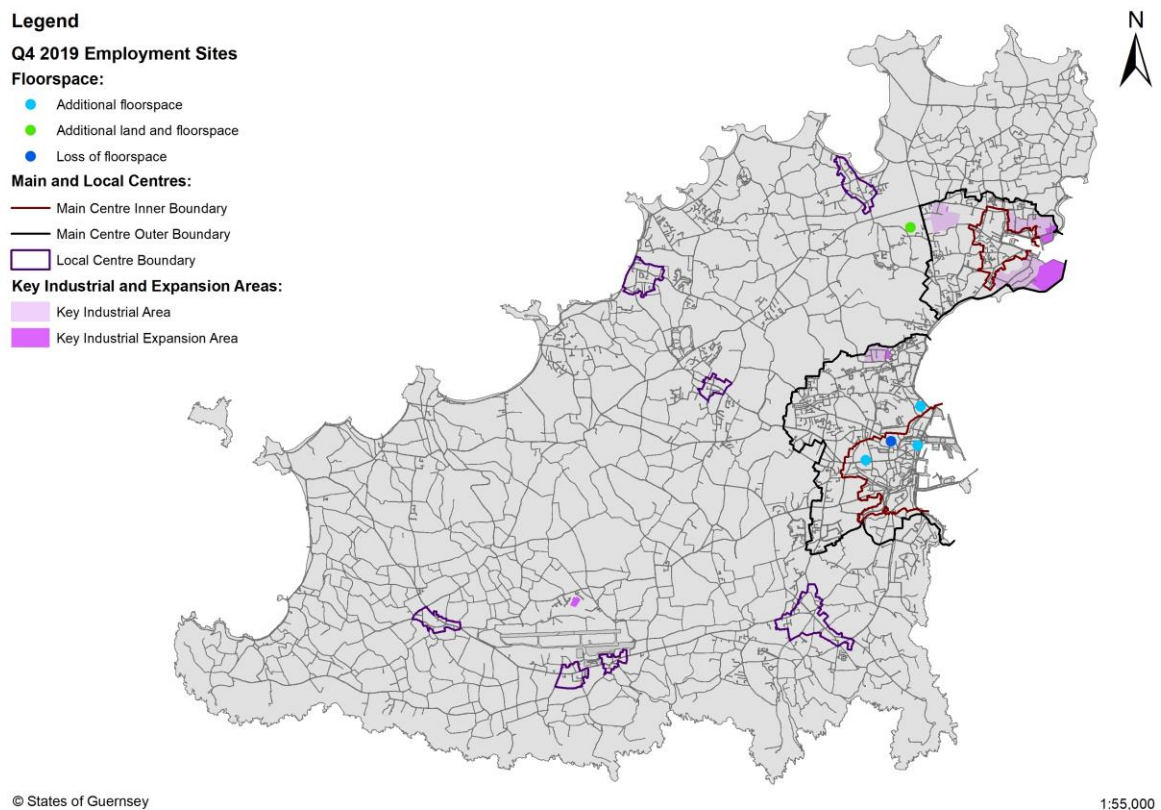 Legend
Q4 2019 Employment Sites
Floorspace:
Additional floorspace
Additional land and floorspace
Loss of floorspace
Main and Local Centres:
Main Centre Inner Boundary
Main Centre Outer Boundary
Local Centre Boundary
Key Industrial and Expansion Areas:
Key Industrial Area
Key Industrial Expansion Area
N
© States of Guernsey
1:55,000